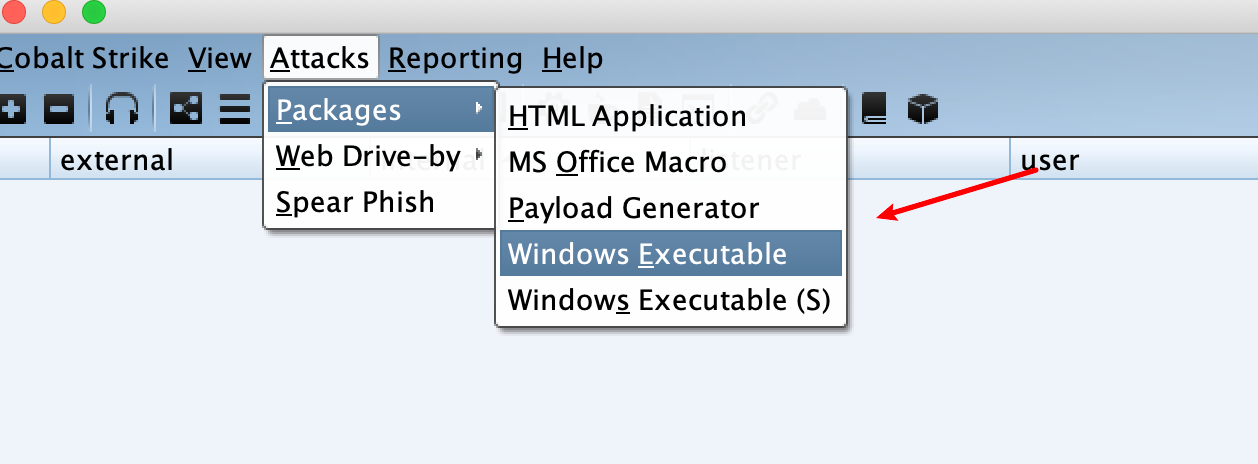 Cobalt Strike View Attacks Reporting Help
Packages
Web Drive-by
Spear Phish
HTML Application
MS Office Macro
Payload Generator
Windows Executable
Windows Executable (S)
external user